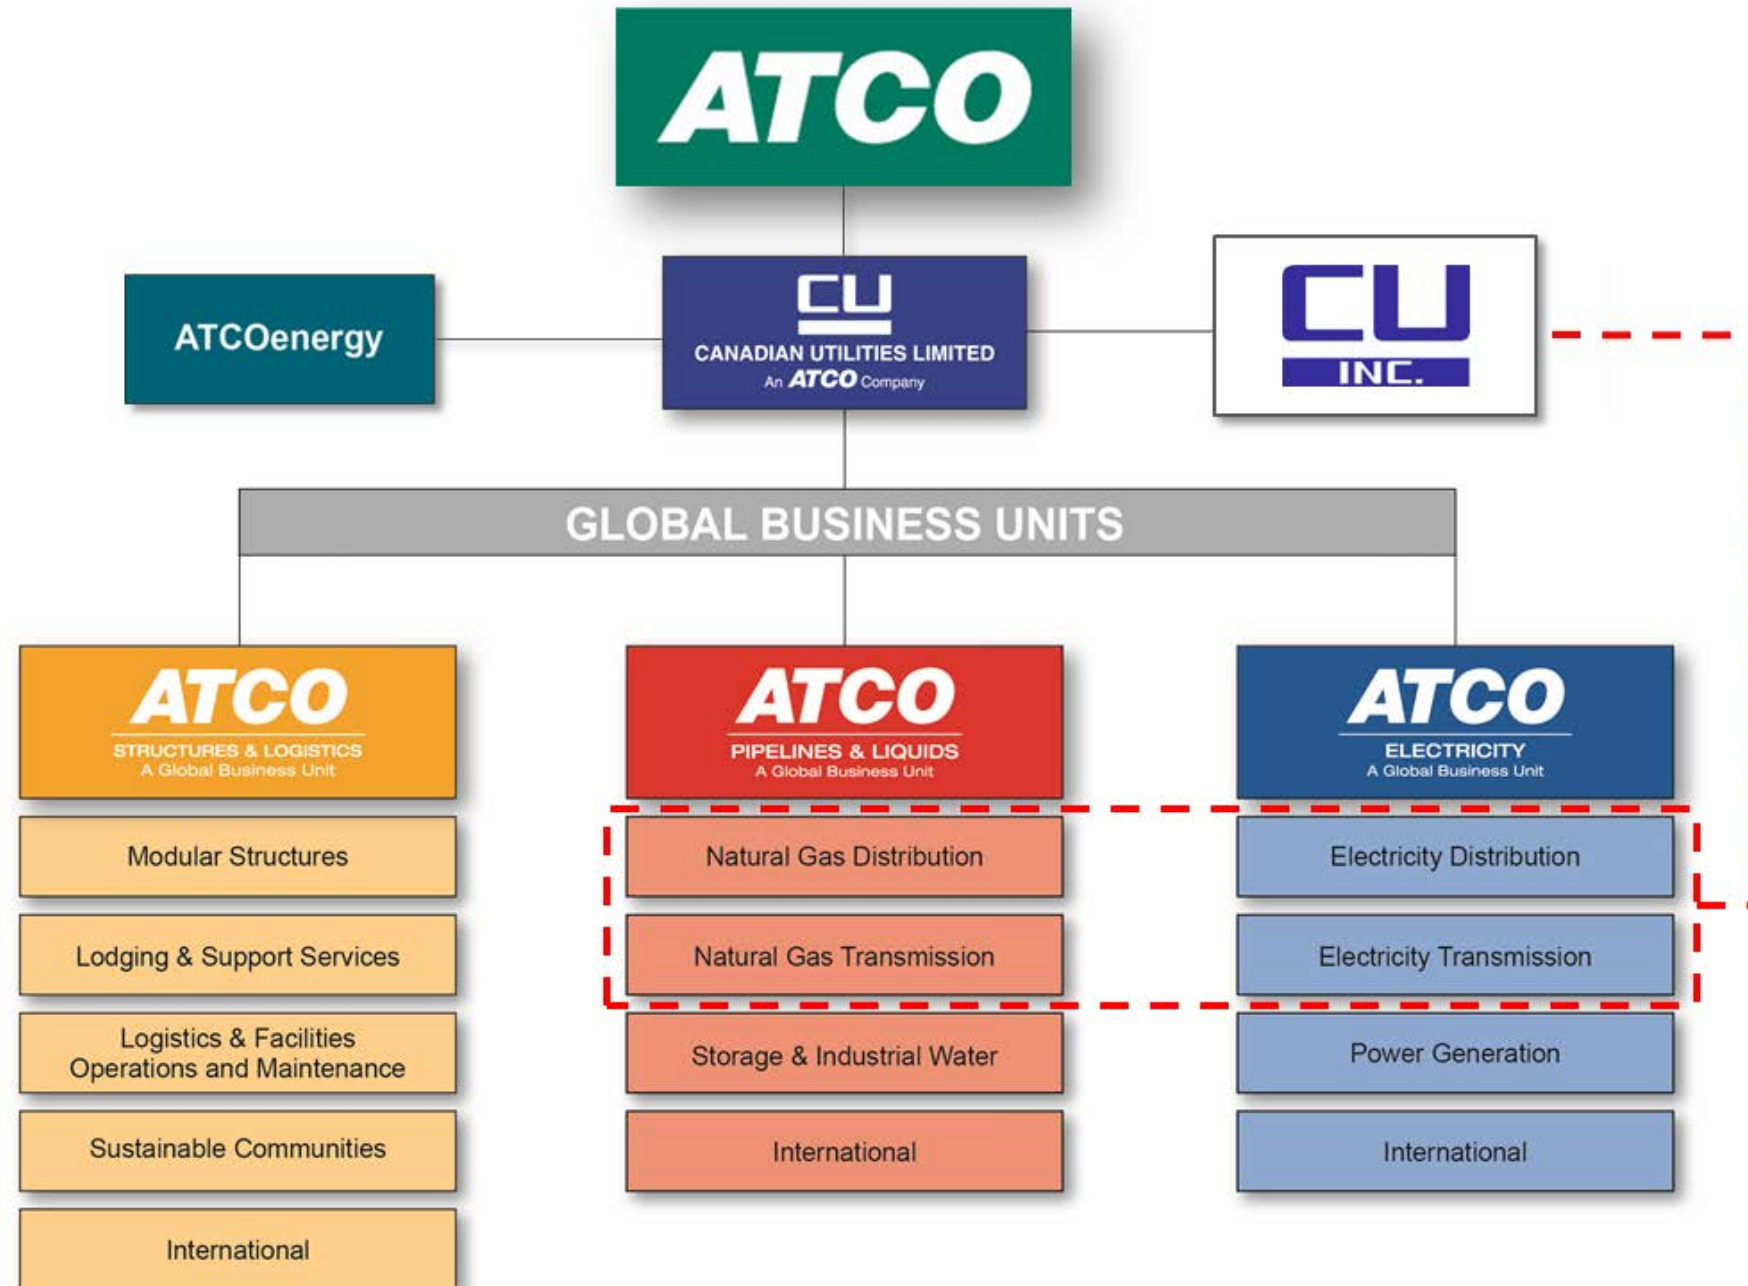 ATCO
ATCOenergy
CU
CANADIAN UTILITIES LIMITED
An ATCO Company
CU
INC.
GLOBAL BUSINESS UNITS
ATCO
STRUCTURES & LOGISTICS
A Global Business Unit
Modular Structures
Lodging & Support Services
Logistics & Facilities
Operations and Maintenance
Sustainable Communities
International
ATCO
PIPELINES & LIQUIDS
A Global Business Unit
Natural Gas Distribution
Natural Gas Transmission
Storage & Industrial Water
International
ATCO
ELECTRICITY
A Global Business Unit
Electricity Distribution
Electricity Transmission
Power Generation
International